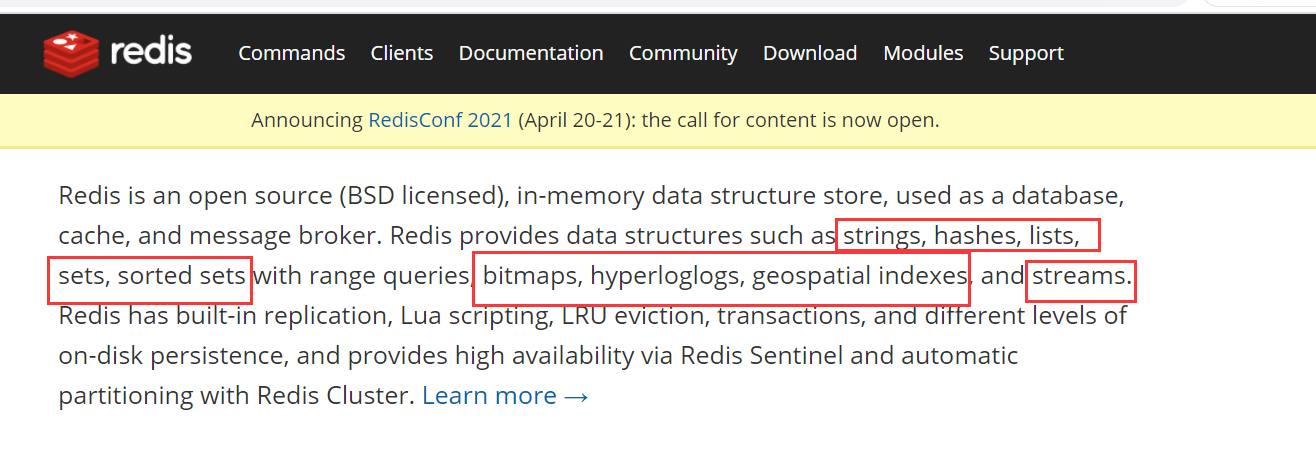 redis Commands Clients Documentation Community Download Modules Support
Announcing RedisConf 2021 (April 20-21): the call for content is now open.
Redis is an open source (BSD licensed), in-memory data structure store, used as a database,
cache, and message broker. Redis provides data structures such as strings, hashes, lists,
sets, sorted sets with range queries, bitmaps, hyperloglogs, geospatial indexes, and streams.
Redis has built-in replication, Lua scripting, LRU eviction, transactions, and different levels of
on-disk persistence, and provides high availability via Redis Sentinel and automatic
partitioning with Redis Cluster. Learn more →